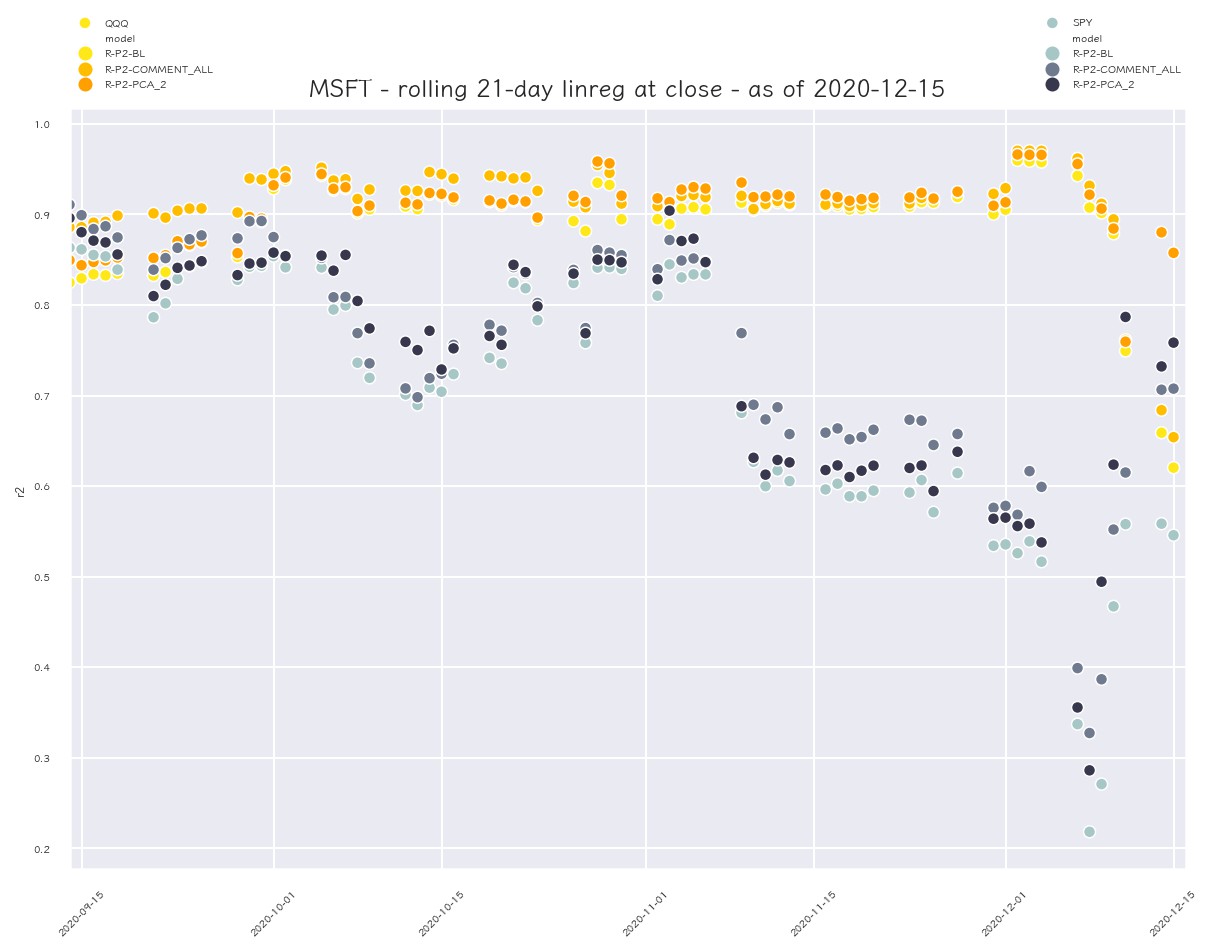 QQQ
model
R-P2-BL
R-P2-COMMENT_ALL
R-P2-PCA_2
SPY
model
R-P2-BL
R-P2-COMMENT_ALL
R-P2-PCA_2
MSFT - rolling 21-day linreg at close - as of 2020-12-15
1.0
0.9
0.8
0.7
0.6
0.5
0.4
0.3
0.2
r2
2020-09-15
2020-10-01
2020-10-15
2020-11-01
2020-11-15
2020-12-01
2020-12-15